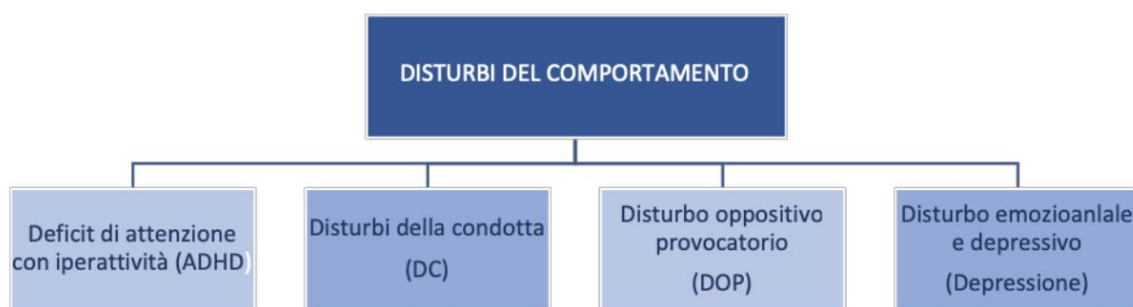 DISTURBI DEL COMPORTAMENTO
Deficit di attenzione
con iperattività (ADHD)
Disturbi della condotta
(DC)
Disturbo oppositivo
provocatorio
(DOP)
Disturbo emozioanlale
e depressivo
(Depressione)